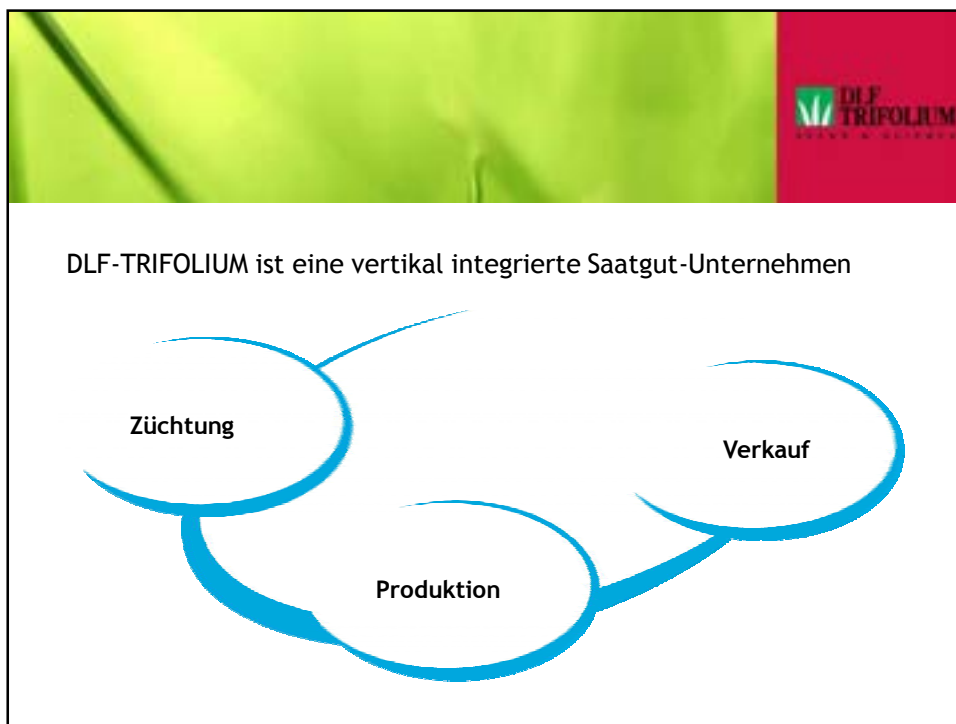 DLF
TRIFOLIUM
DLF-TRIFOLIUM ist eine vertikal integrierte Saatgut-Unternehmen
Züchtung
Verkauf
Produktion